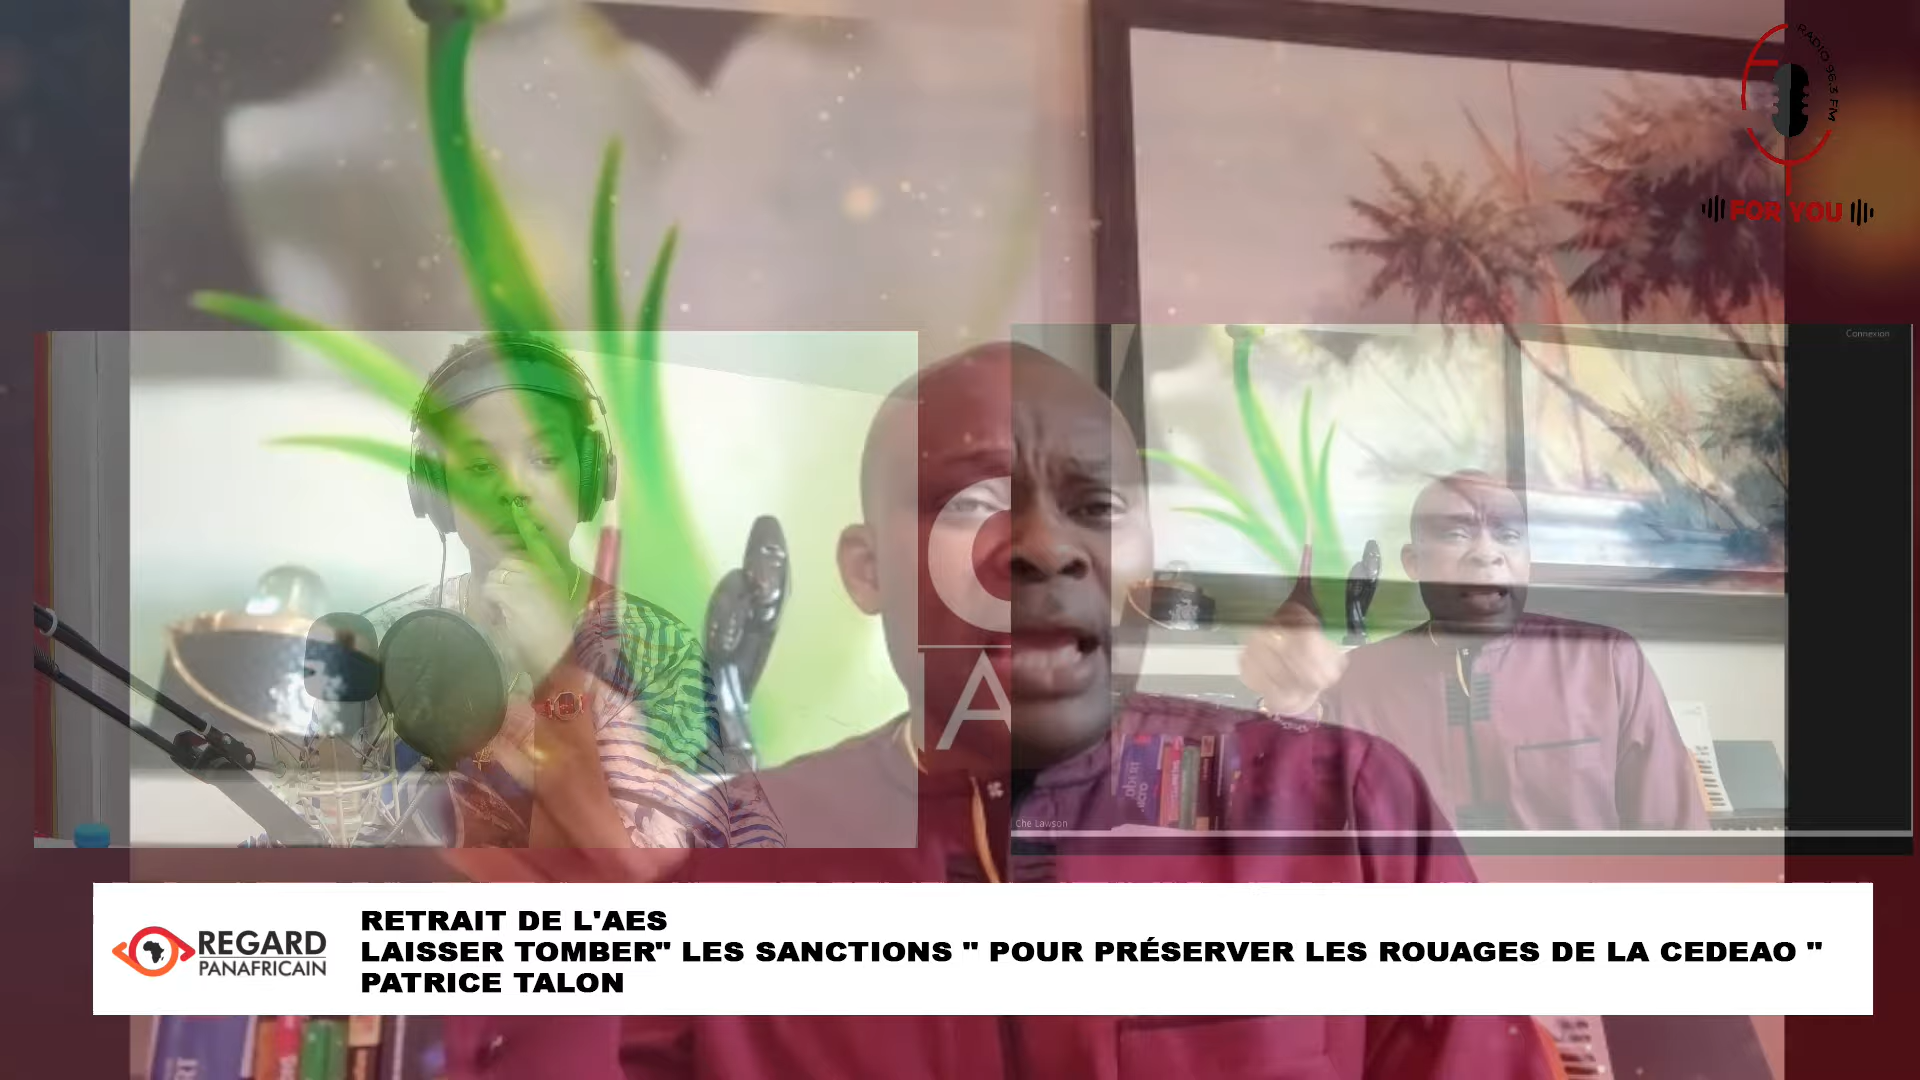 RADIO 96.3 FM
FOR YOU
Connexion
Che Lawson
REGARD
PANAFRICAIN
RETRAIT DE L'AES
LAISSER TOMBER" LES SANCTIONS " POUR PRÉSERVER LES ROUAGES DE LA CEDEAO "
PATRICE TALON